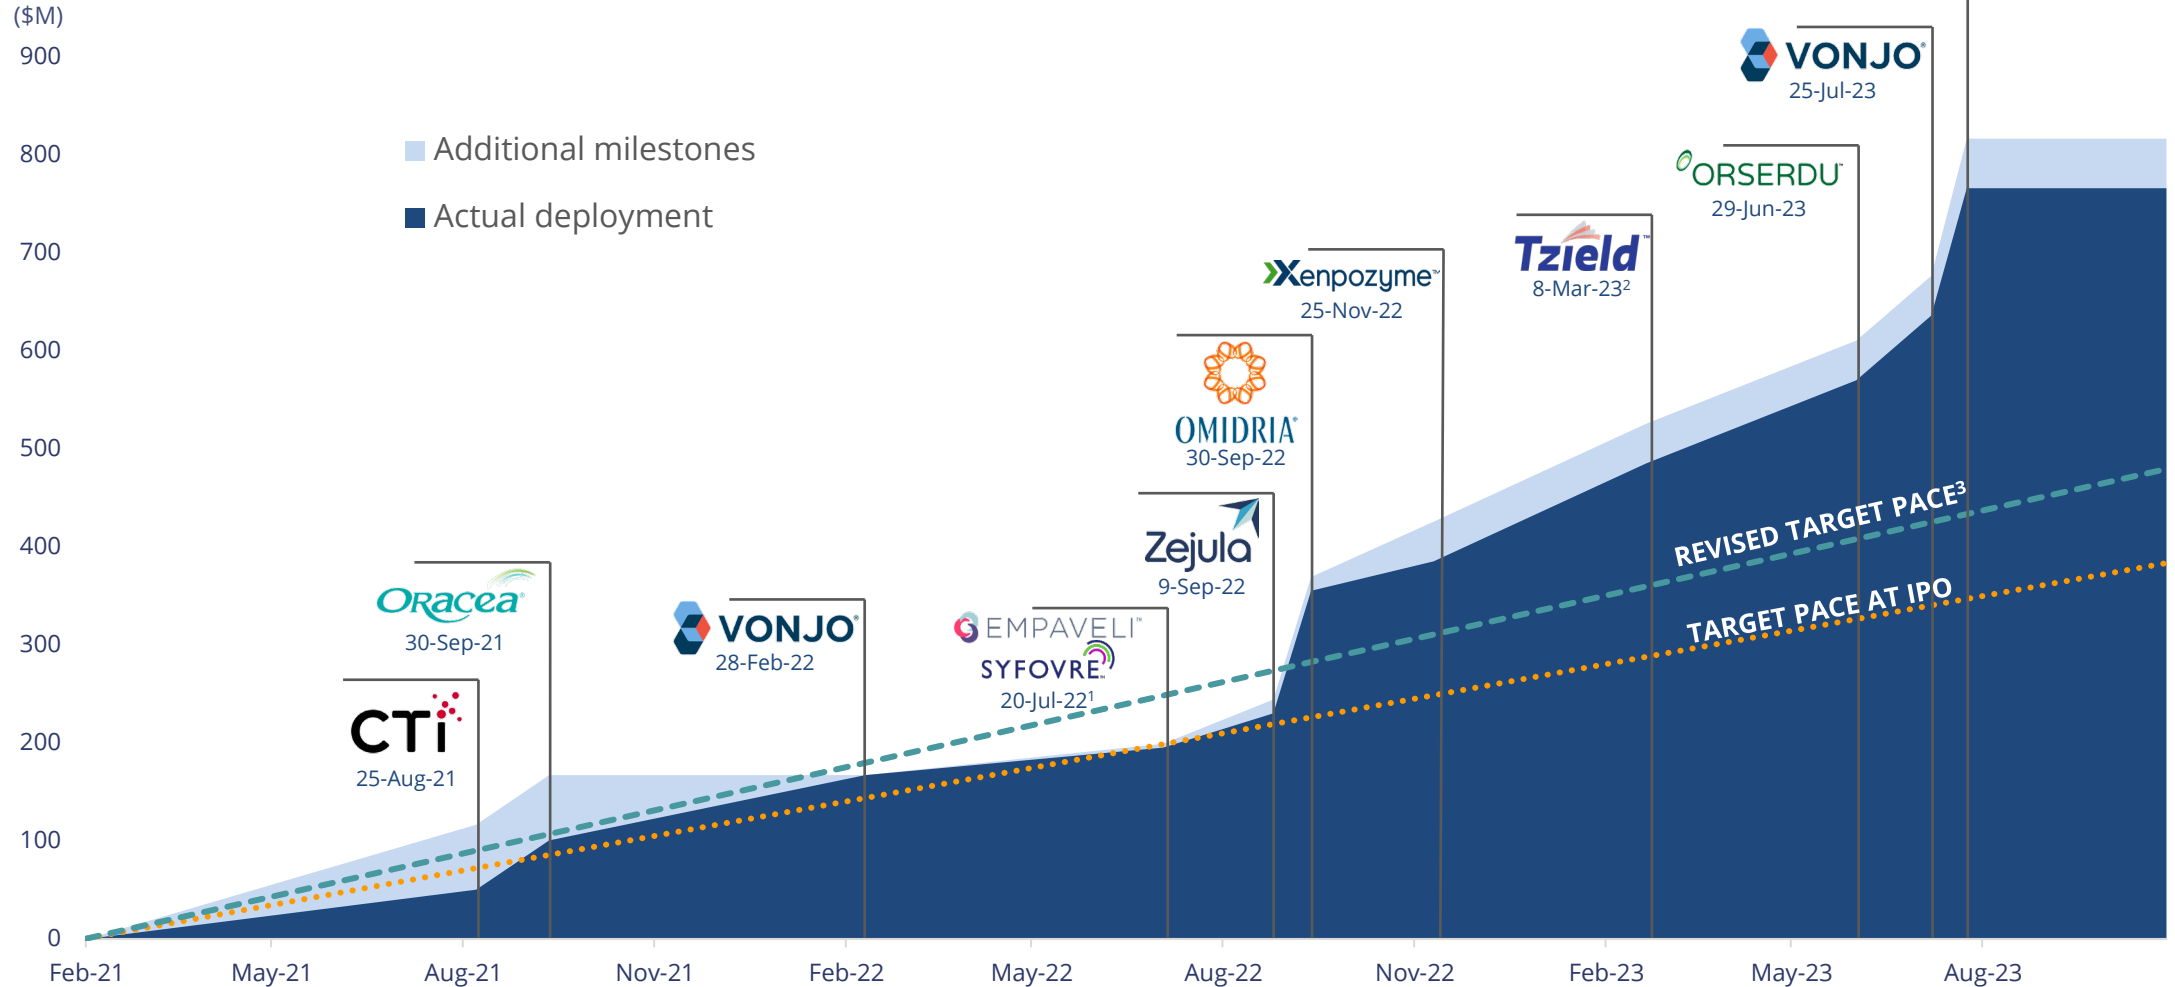 ($M)
900
800
700
600
500
400
300
200
100
0
Additional milestones
Actual deployment
CTi
25-Aug-21
ORACEA®
30-Sep-21
VONJO®
28-Feb-22
EMPAVELI™
SYFOVRE™
20-Jul-22¹
Zejula
9-Sep-22
OMIDRIA®
30-Sep-22
Xenpozyme™
25-Nov-22
Tzield™
8-Mar-23²
ORSERDU™
29-Jun-23
VONJO®
25-Jul-23
REVISED TARGET PACE³
TARGET PACE AT IPO
Feb-21 May-21 Aug-21 Nov-21 Feb-22 May-22 Aug-22 Nov-22 Feb-23 May-23 Aug-23